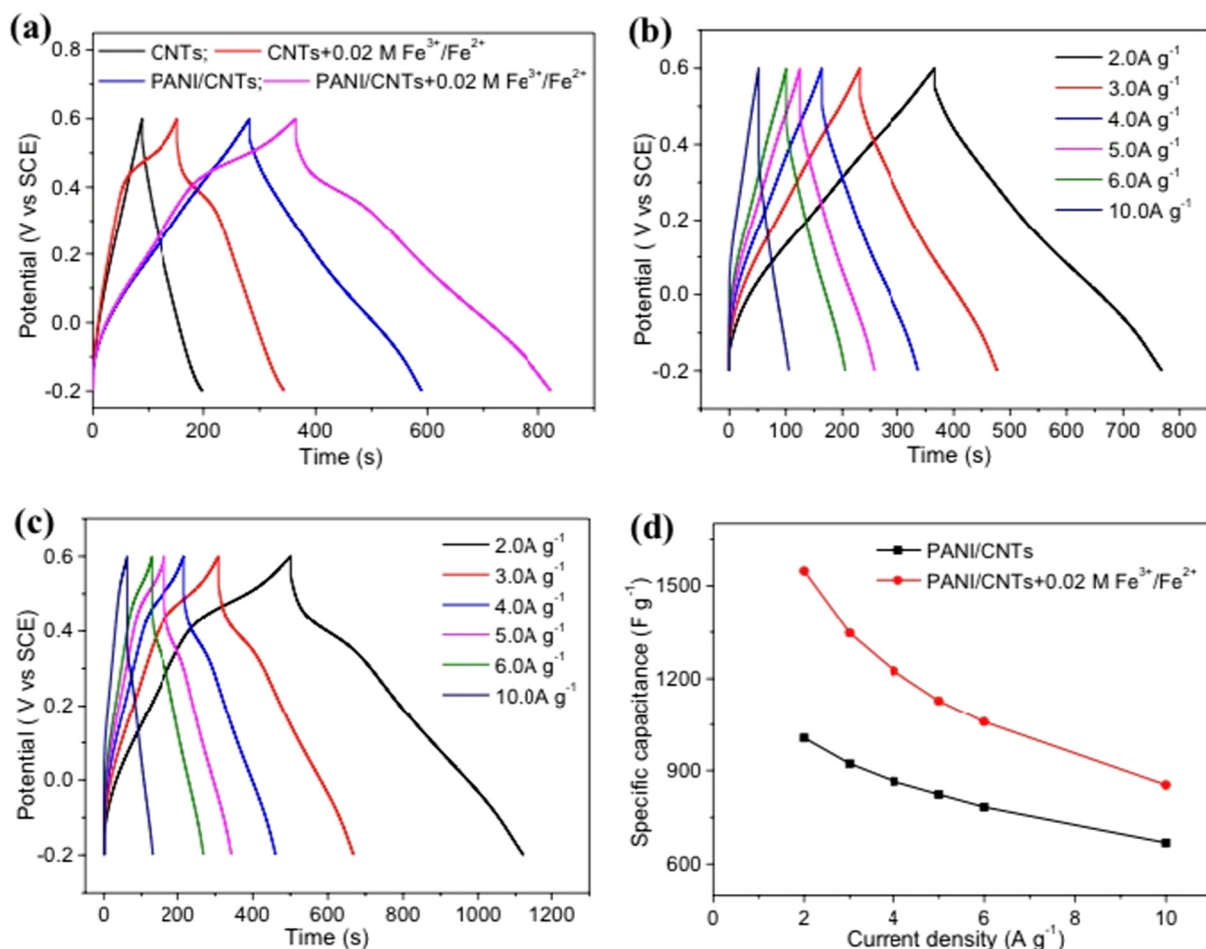 (a)
CNTs; CNTs+0.02 M Fe³⁺/Fe²⁺
PANI/CNTs; PANI/CNTs+0.02 M Fe³⁺/Fe²⁺
0.8
0.6
0.4
0.2
0.0
-0.2
Potential (V vs SCE)
0 200 400 600 800
Time (s)
(b)
2.0A g⁻¹
3.0A g⁻¹
4.0A g⁻¹
5.0A g⁻¹
6.0A g⁻¹
10.0A g⁻¹
0.6
0.4
0.2
0.0
-0.2
Potential ( V vs SCE)
0 100 200 300 400 500 600 700 800
Time (s)
(c)
2.0A g⁻¹
3.0A g⁻¹
4.0A g⁻¹
5.0A g⁻¹
6.0A g⁻¹
10.0A g⁻¹
0.6
0.4
0.2
0.0
-0.2
Potential ( V vs SCE)
0 200 400 600 800 1000 1200
Time (s)
(d)
PANI/CNTs
PANI/CNTs+0.02 M Fe³⁺/Fe²⁺
1500
1200
900
600
Specific capacitance (F g⁻¹)
0 2 4 6 8 10
Current density (A g⁻¹)